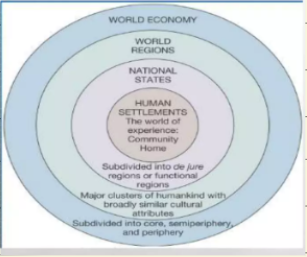 WORLD ECONOMY
WORLD
REGIONS
NATIONAL
STATES
HUMAN
SETTLEMENTS
The world of
experience:
Community
Home
Subdivided into de jure
regions or functional
regions
Major clusters of humankind with
broadly similar cultural
attributes
Subdivided into core, semiperiphery,
and periphery